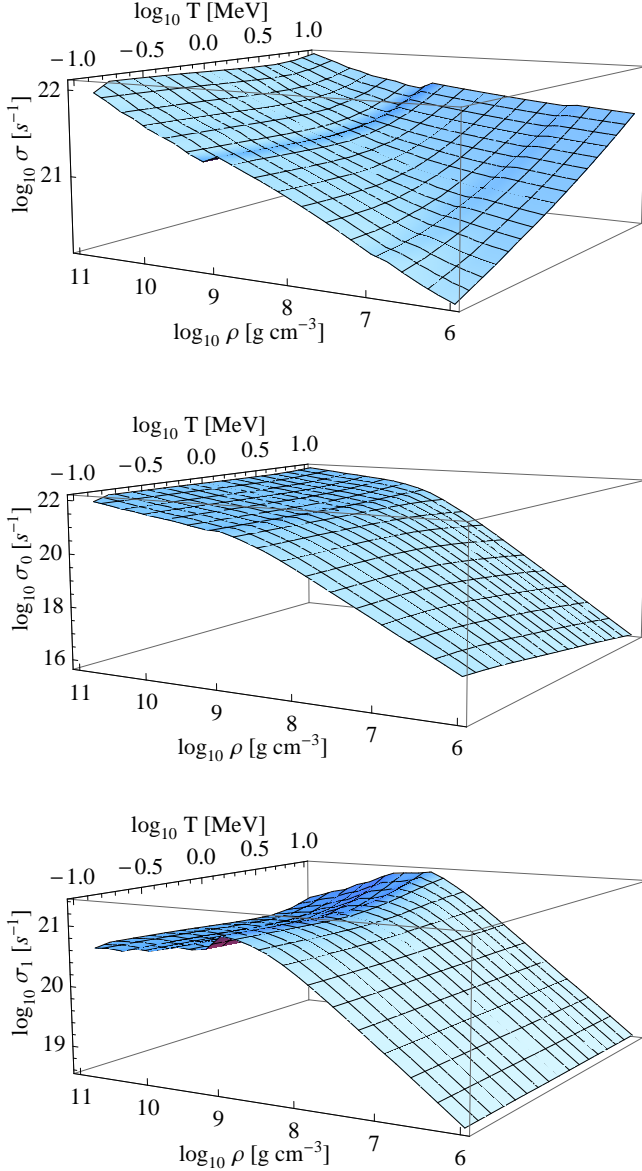 log₁₀ T [MeV]
−1.0 −0.5 0.0 0.5 1.0
22
21
log₁₀ σ [s⁻¹]
11 10 9 8 7 6
log₁₀ ρ [g cm⁻³]
log₁₀ T [MeV]
−1.0 −0.5 0.0 0.5 1.0
22
20
18
16
log₁₀ σ₀ [s⁻¹]
11 10 9 8 7 6
log₁₀ ρ [g cm⁻³]
log₁₀ T [MeV]
−1.0 −0.5 0.0 0.5 1.0
21
20
19
log₁₀ σ₁ [s⁻¹]
11 10 9 8 7 6
log₁₀ ρ [g cm⁻³]